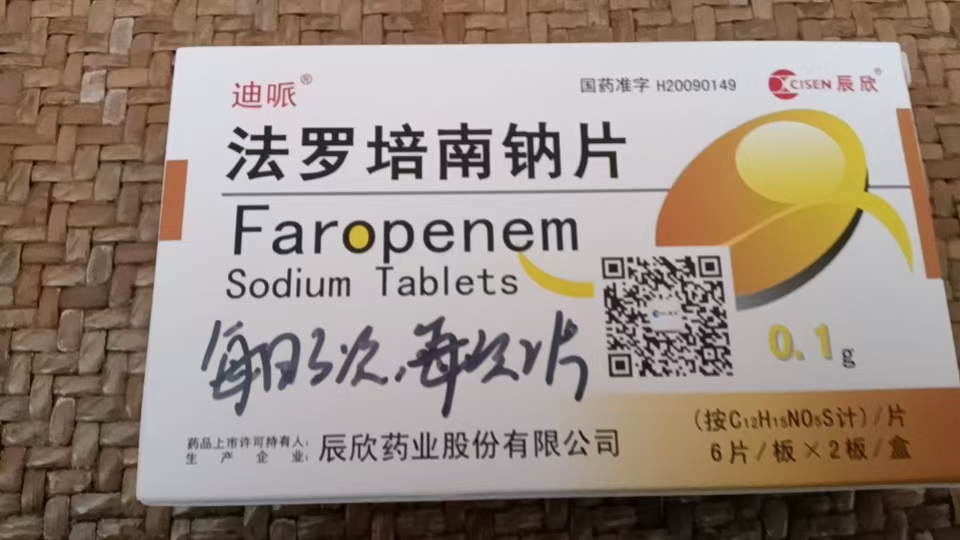 迪哌®
国药准字 H20090149
CISEN 辰欣®
法罗培南钠片
Faropenem
Sodium Tablets
每日3次,每次2片
0.1g
(按C₁₂H₁₅NO₅S计)/片
6片/板×2板/盒
药品上市许可持有人:
生产企业:
辰欣药业股份有限公司